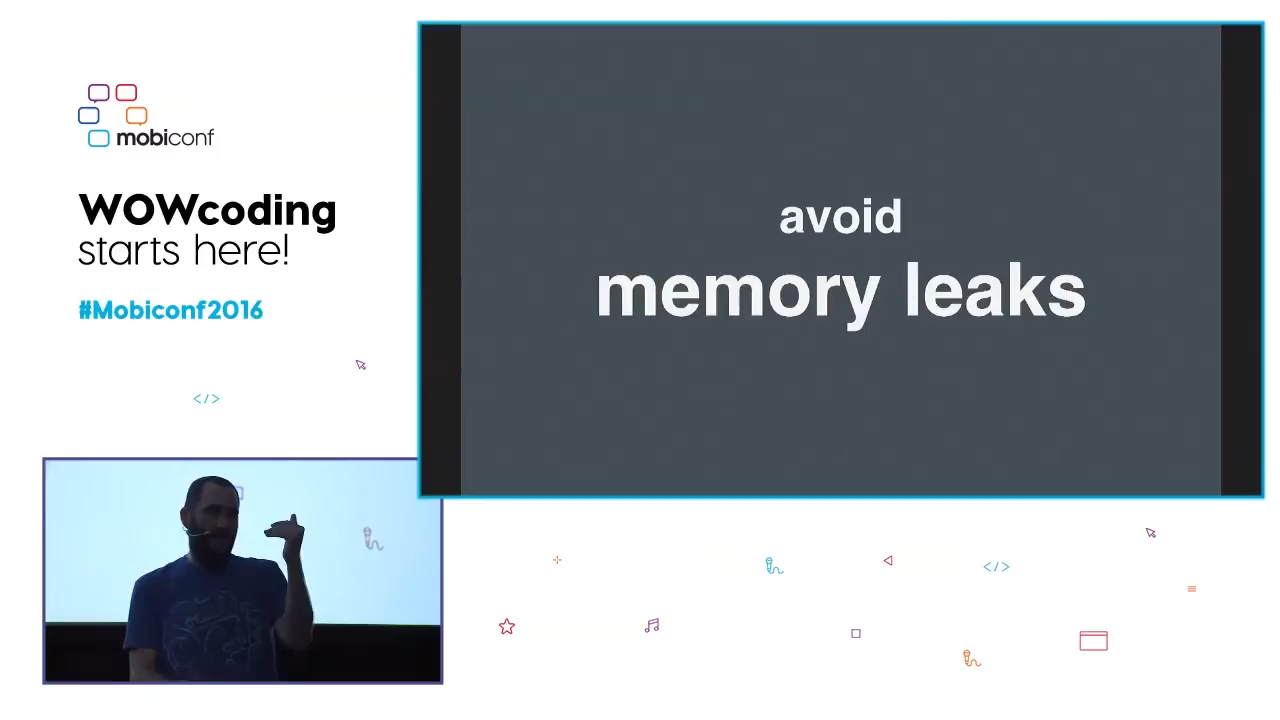 mobiconf
WOWcoding
starts here!
#Mobiconf2016
</>
avoid
memory leaks
</>